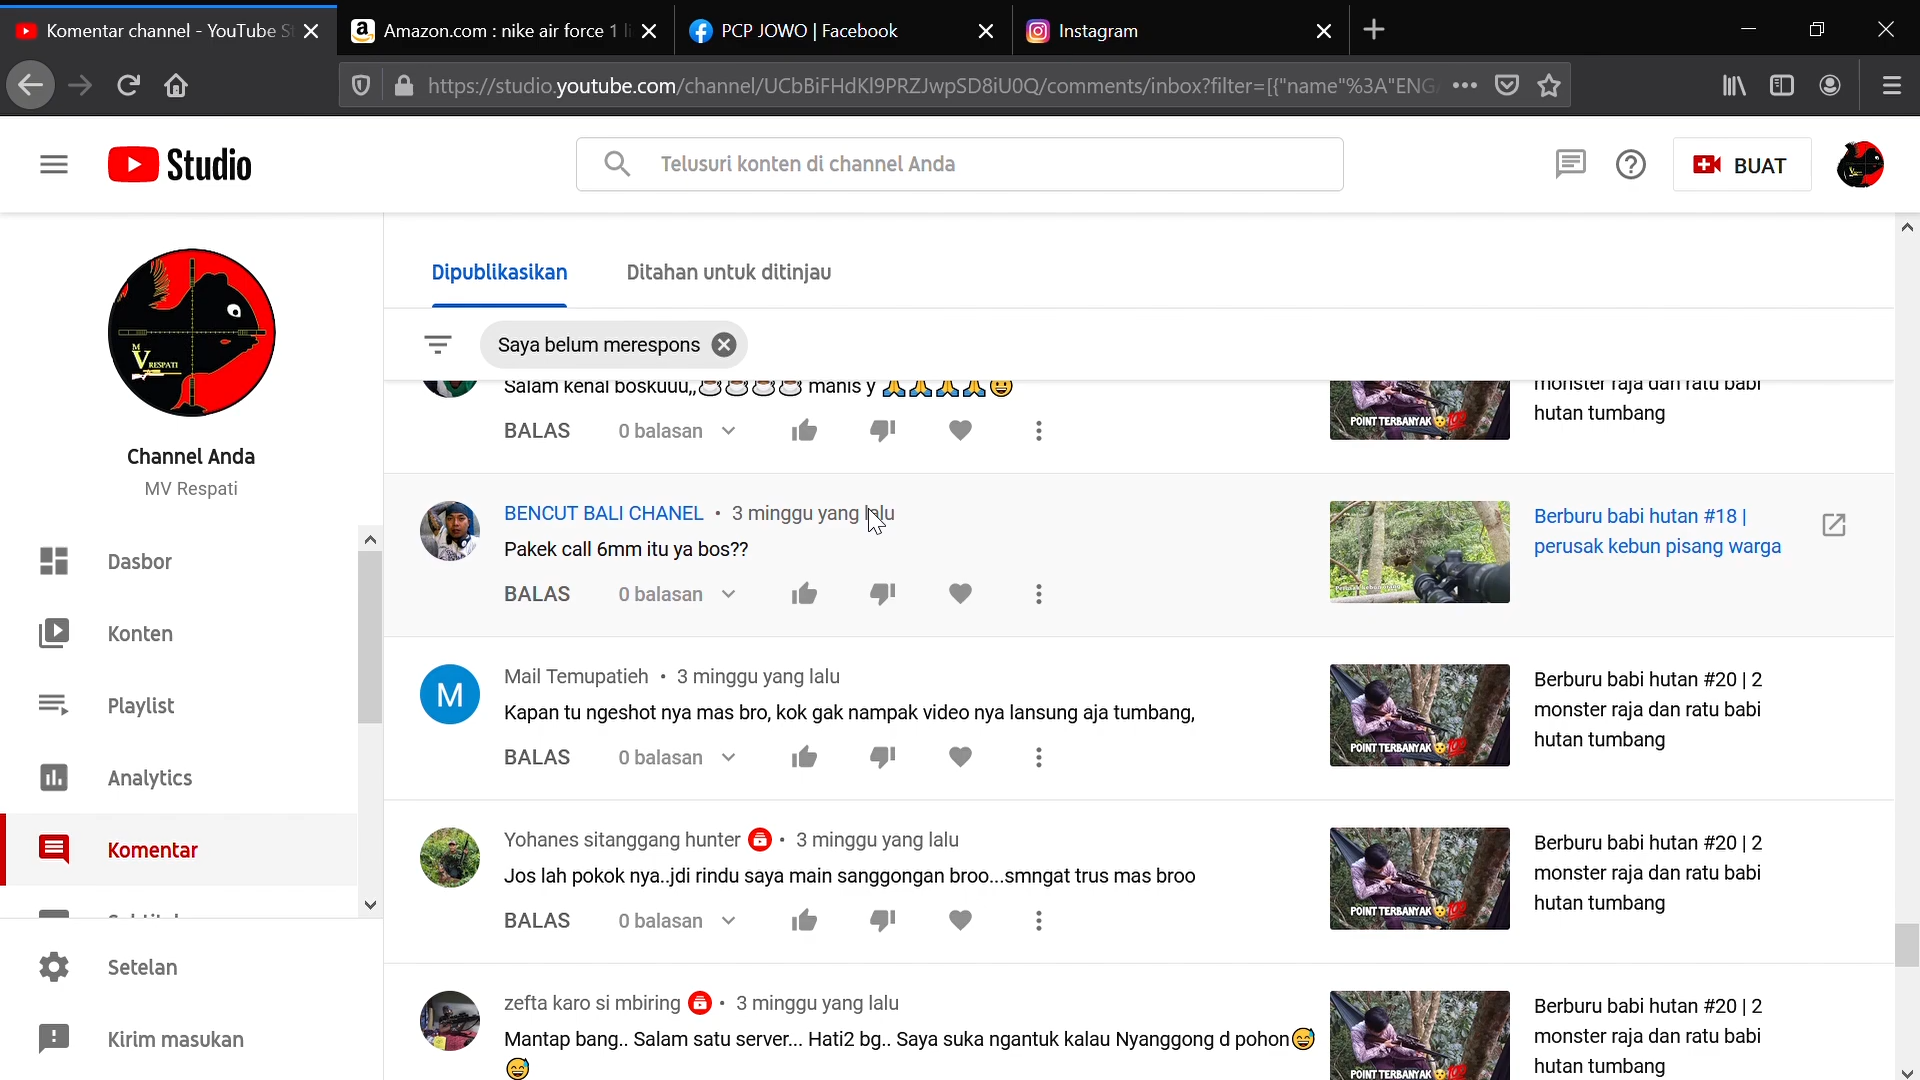 Komentar channel - YouTube St
Amazon.com : nike air force 1 li
PCP JOWO | Facebook
Instagram
https://studio.youtube.com/channel/UCbBiFHdKl9PRZJwpSD8iU0Q/comments/inbox?filter=[{"name"%3A"ENG
Studio
Telusuri konten di channel Anda
BUAT
V RESPATI
Channel Anda
MV Respati
Dasbor
Konten
Playlist
Analytics
Komentar
Setelan
Kirim masukan
Dipublikasikan
Ditahan untuk ditinjau
Saya belum merespons
Salam kenal boskuuu,,☕☕☕☕ manis y 🙏🙏🙏🙏😀
BALAS
0 balasan
POINT TERBANYAK 😲💯
monster raja dan ratu babi
hutan tumbang
BENCUT BALI CHANEL • 3 minggu yang lalu
Pakek call 6mm itu ya bos??
BALAS
0 balasan
Berburu babi hutan #18 |
perusak kebun pisang warga
M
Mail Temupatieh • 3 minggu yang lalu
Kapan tu ngeshot nya mas bro, kok gak nampak video nya lansung aja tumbang,
BALAS
0 balasan
POINT TERBANYAK 😲💯
Berburu babi hutan #20 | 2
monster raja dan ratu babi
hutan tumbang
Yohanes sitanggang hunter • 3 minggu yang lalu
Jos lah pokok nya..jdi rindu saya main sanggongan broo...smngat trus mas broo
BALAS
0 balasan
POINT TERBANYAK 😲💯
Berburu babi hutan #20 | 2
monster raja dan ratu babi
hutan tumbang
zefta karo si mbiring • 3 minggu yang lalu
Mantap bang.. Salam satu server... Hati2 bg.. Saya suka ngantuk kalau Nyanggong d pohon😅
😅
POINT TERBANYAK 😲💯
Berburu babi hutan #20 | 2
monster raja dan ratu babi
hutan tumbang